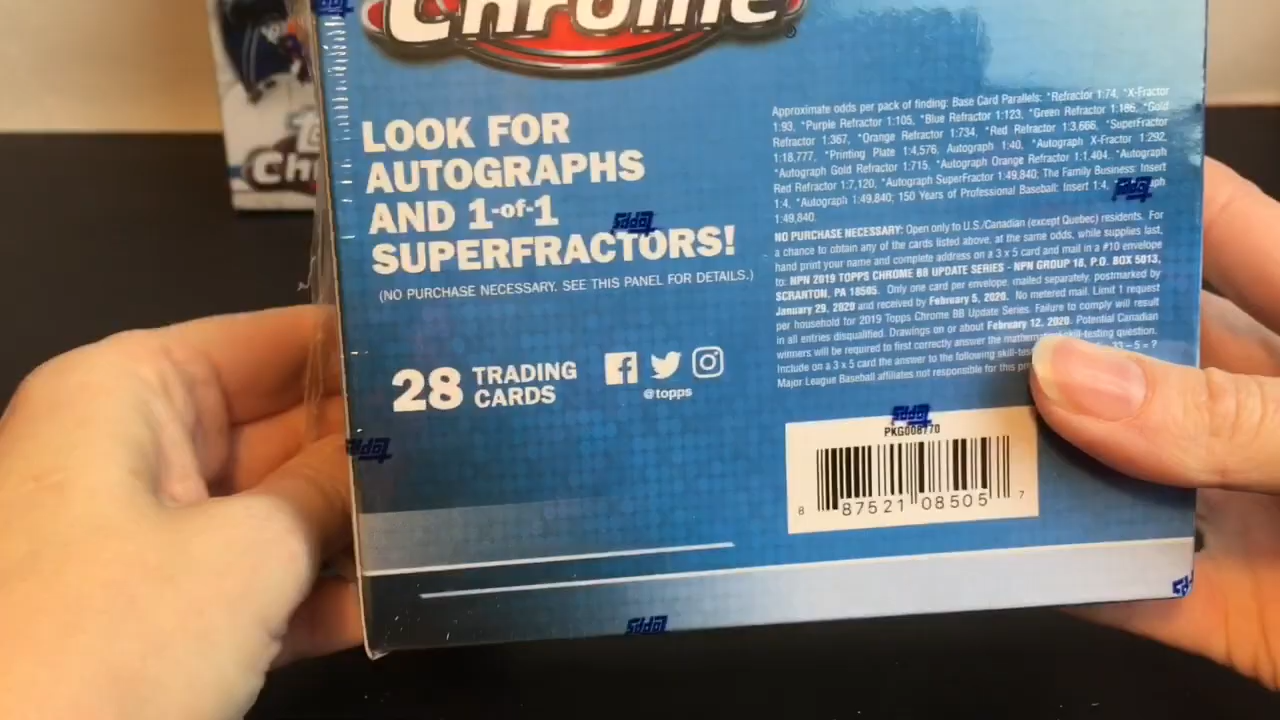 Chrome
LOOK FOR
AUTOGRAPHS
AND 1-of-1
SUPERFRACTORS!
(NO PURCHASE NECESSARY. SEE THIS PANEL FOR DETAILS.)
28 TRADING
CARDS
@topps
Approximate odds per pack of finding: Base Card Parallels: *Refractor 1:74, *X-Fractor
1:93, *Purple Refractor 1:105, *Blue Refractor 1:123, *Green Refractor 1:186, *Gold
Refractor 1:367, *Orange Refractor 1:734, *Red Refractor 1:3,666, *SuperFractor
1:18,777, *Printing Plate 1:4,576, Autograph 1:40, *Autograph X-Fractor 1:292,
*Autograph Gold Refractor 1:715, *Autograph Orange Refractor 1:1,404, *Autograph
Red Refractor 1:7,120, *Autograph SuperFractor 1:49,840; The Family Business: Insert
1:4, *Autograph 1:49,840; 150 Years of Professional Baseball: Insert 1:4,
1:49,840.
NO PURCHASE NECESSARY: Open only to U.S./Canadian (except Quebec) residents. For
a chance to obtain any of the cards listed above, at the same odds, while supplies last,
hand print your name and complete address on a 3 x 5 card and mail in a #10 envelope
to: NPN 2019 TOPPS CHROME BB UPDATE SERIES - NPN GROUP 18, P.O. BOX 5013,
SCRANTON, PA 18505. Only one card per envelope, mailed separately, postmarked by
January 29, 2020 and received by February 5, 2020. No metered mail. Limit 1 request
per household for 2019 Topps Chrome BB Update Series. Failure to comply will result
in all entries disqualified. Drawings on or about February 12, 2020. Potential Canadian
winners will be required to first correctly answer the skill-testing question.
Include on a 3 x 5 card the answer to the following 33 – 5 = ?
Major League Baseball affiliates not responsible for this
PKG008770
8 87521 08505 7
topps
topps
topps
topps